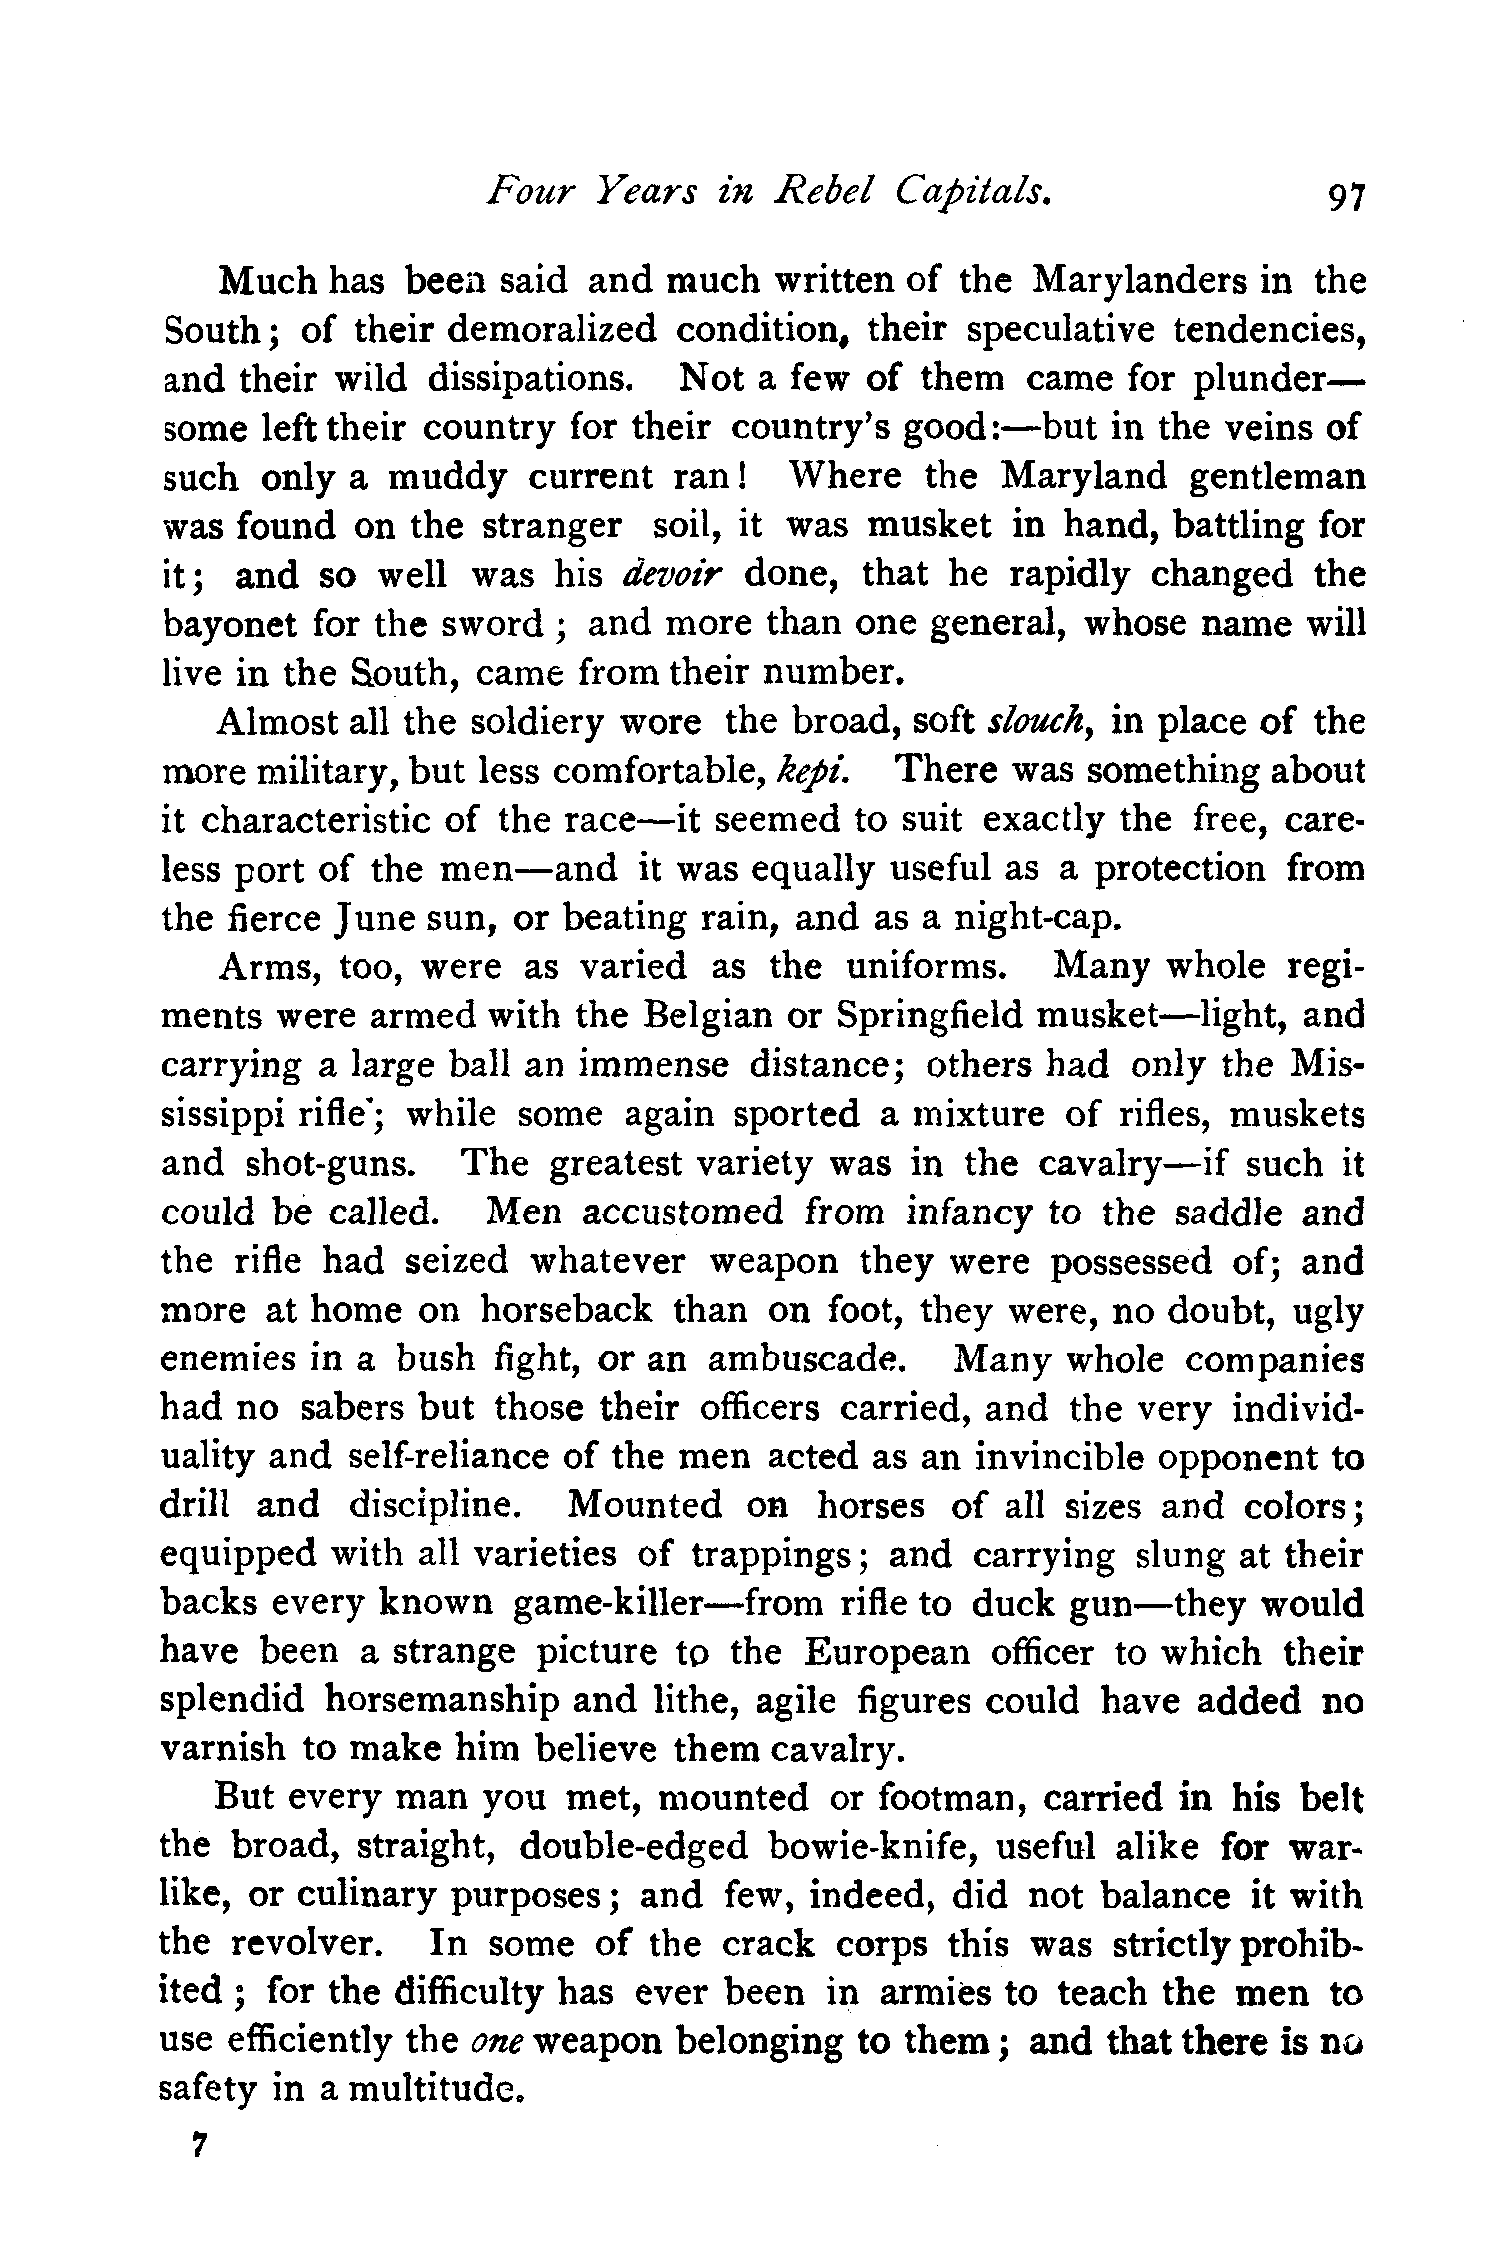 Four Years in Rebel Capitals. 97
Much has been said and much written of the Marylanders in the
South; of their demoralized condition, their speculative tendencies,
and their wild dissipations. Not a few of them came for plunder—
some left their country for their country's good:—but in the veins of
such only a muddy current ran! Where the Maryland gentleman
was found on the stranger soil, it was musket in hand, battling for
it; and so well was his devoir done, that he rapidly changed the
bayonet for the sword; and more than one general, whose name will
live in the South, came from their number.
Almost all the soldiery wore the broad, soft slouch, in place of the
more military, but less comfortable, kepi. There was something about
it characteristic of the race—it seemed to suit exactly the free, care-
less port of the men—and it was equally useful as a protection from
the fierce June sun, or beating rain, and as a night-cap.
Arms, too, were as varied as the uniforms. Many whole regi-
ments were armed with the Belgian or Springfield musket—light, and
carrying a large ball an immense distance; others had only the Mis-
sissippi rifle; while some again sported a mixture of rifles, muskets
and shot-guns. The greatest variety was in the cavalry—if such it
could be called. Men accustomed from infancy to the saddle and
the rifle had seized whatever weapon they were possessed of; and
more at home on horseback than on foot, they were, no doubt, ugly
enemies in a bush fight, or an ambuscade. Many whole companies
had no sabers but those their officers carried, and the very individ-
uality and self-reliance of the men acted as an invincible opponent to
drill and discipline. Mounted on horses of all sizes and colors;
equipped with all varieties of trappings; and carrying slung at their
backs every known game-killer—from rifle to duck gun—they would
have been a strange picture to the European officer to which their
splendid horsemanship and lithe, agile figures could have added no
varnish to make him believe them cavalry.
But every man you met, mounted or footman, carried in his belt
the broad, straight, double-edged bowie-knife, useful alike for war-
like, or culinary purposes; and few, indeed, did not balance it with
the revolver. In some of the crack corps this was strictly prohib-
ited; for the difficulty has ever been in armies to teach the men to
use efficiently the one weapon belonging to them; and that there is no
safety in a multitude.
7